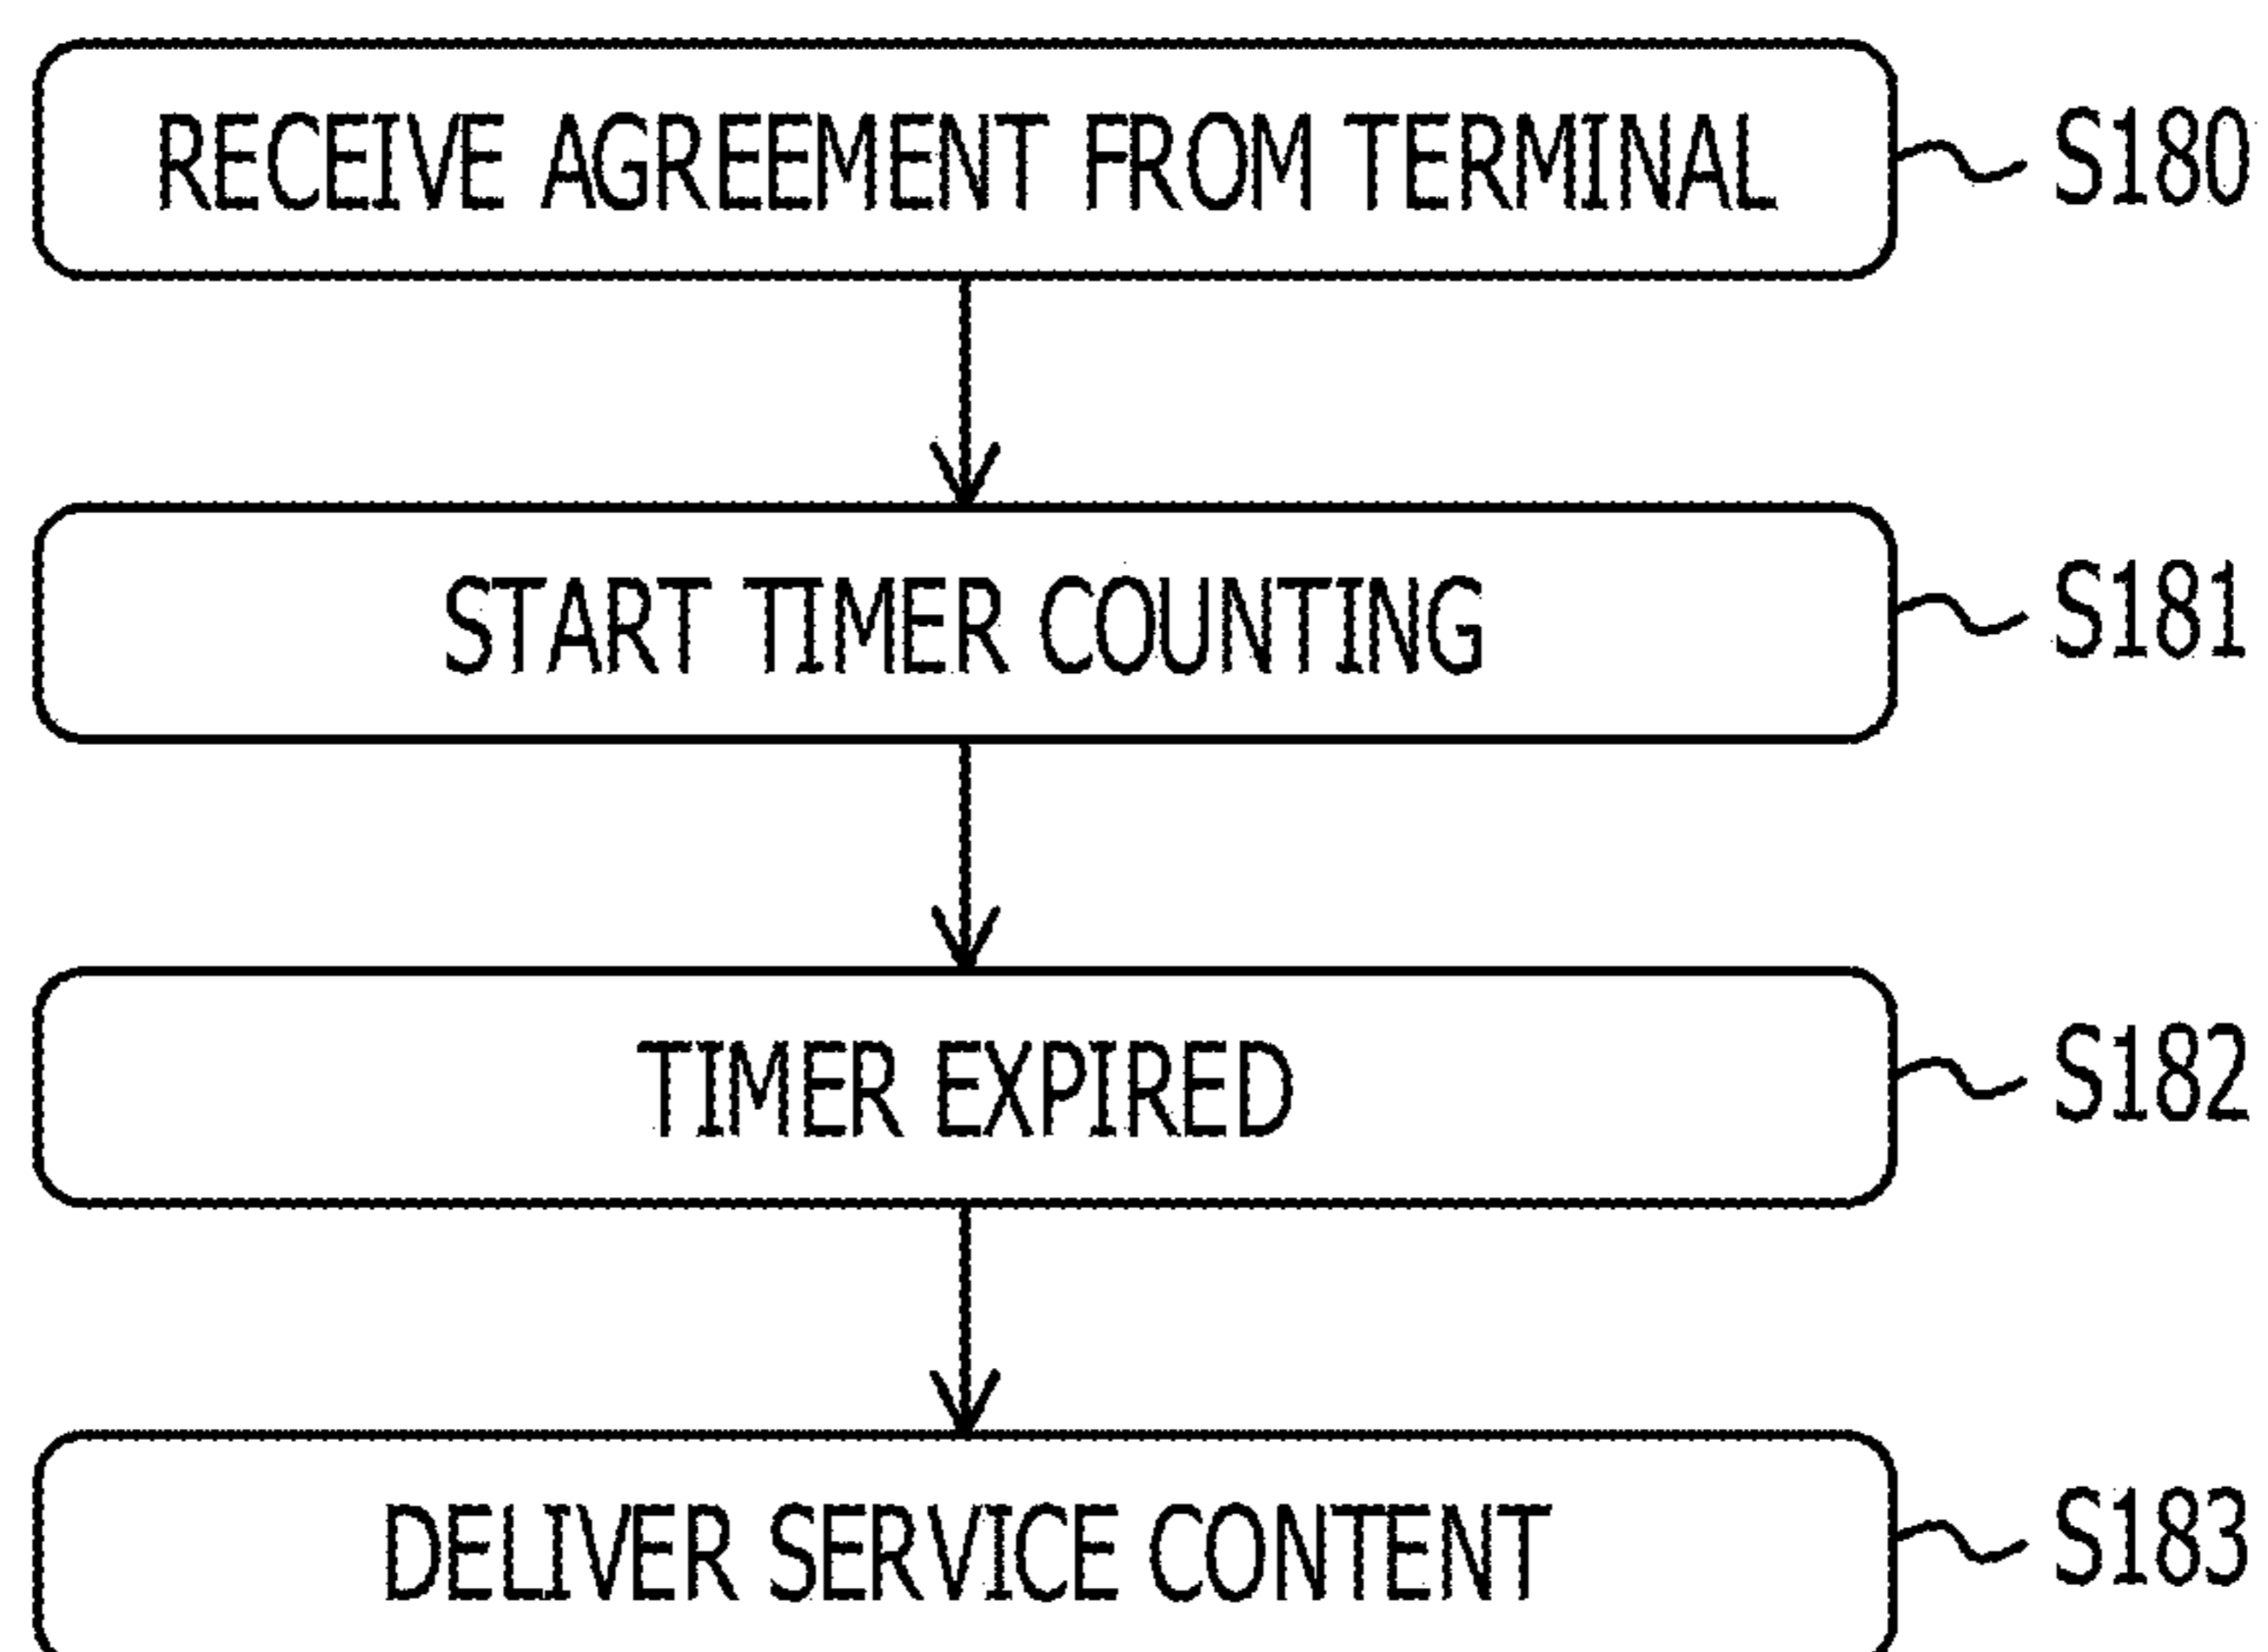 RECEIVE AGREEMENT FROM TERMINAL S180
START TIMER COUNTING S181
TIMER EXPIRED S182
DELIVER SERVICE CONTENT S183